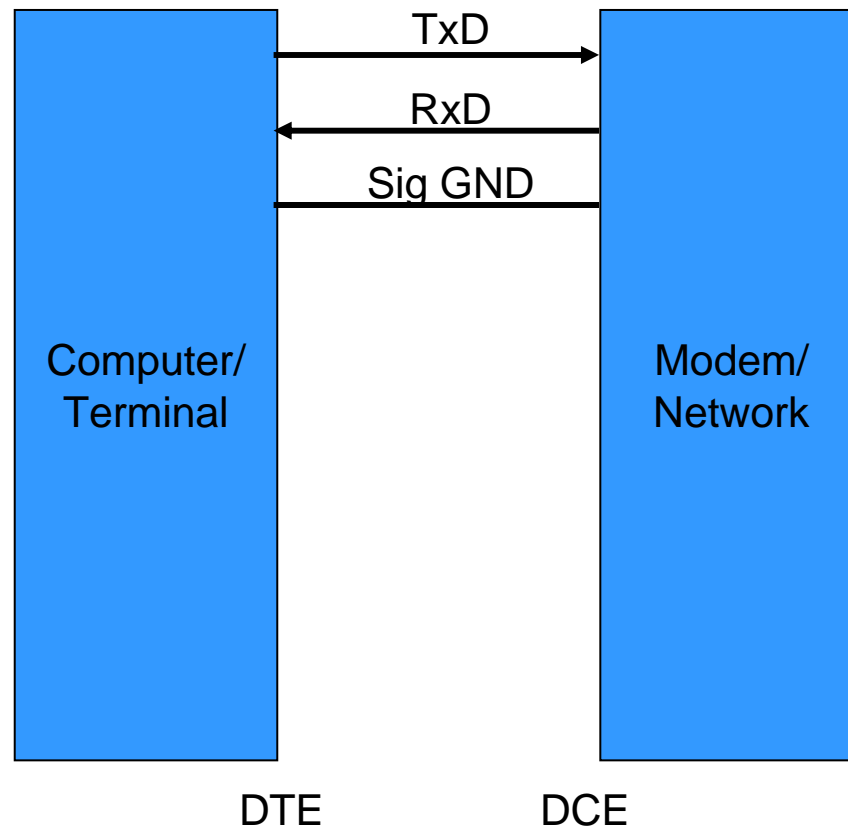 TxD
RxD
Sig GND
Computer/
Terminal
Modem/
Network
DTE
DCE